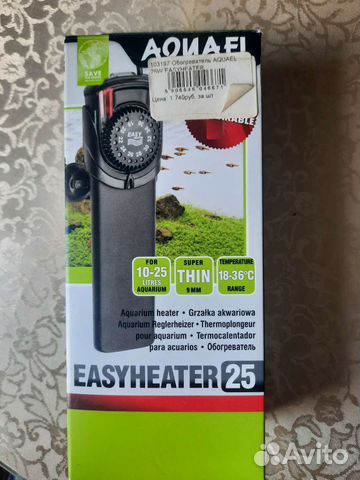 AQUAEL
SAVE
103197 Обогреватель AQUAEL
25W EASYHEATER
5 905546 046671
Цена: 1 740руб. за шт
EASY
FOR
10-25
LITRES
AQUARIUM
SUPER
THIN
9 MM
TEMPERATURE
18-36°C
RANGE
Aquarium heater • Grzałka akwariowa
Aquarium Reglerheizer • Thermoplongeur
pour aquarium • Termocalentador
para acuarios • Обогреватель
EASYHEATER 25
Avito